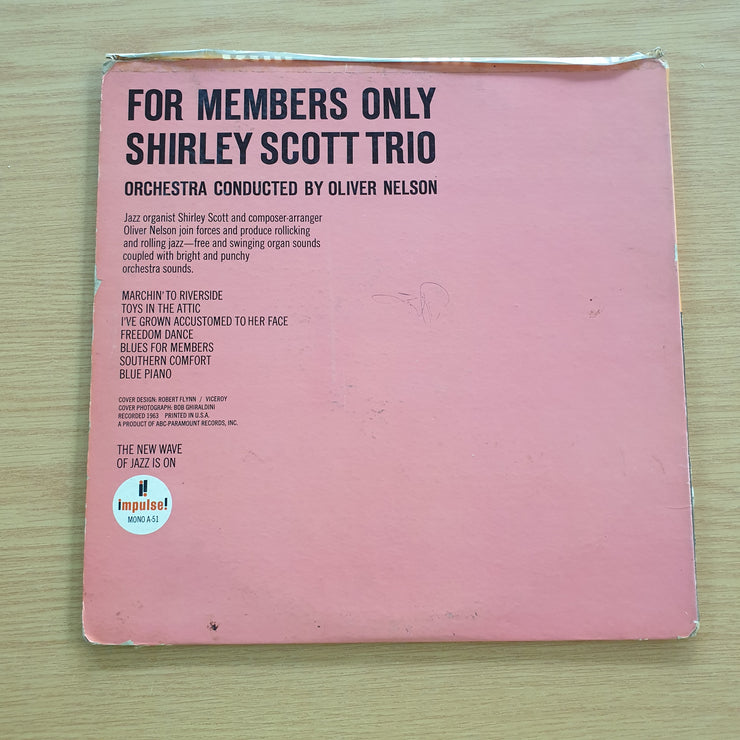 FOR MEMBERS ONLY
SHIRLEY SCOTT TRIO
ORCHESTRA CONDUCTED BY OLIVER NELSON
Jazz organist Shirley Scott and composer-arranger
Oliver Nelson join forces and produce rollicking
and rolling jazz—free and swinging organ sounds
coupled with bright and punchy
orchestra sounds.
MARCHIN' TO RIVERSIDE
TOYS IN THE ATTIC
I'VE GROWN ACCUSTOMED TO HER FACE
FREEDOM DANCE
BLUES FOR MEMBERS
SOUTHERN COMFORT
BLUE PIANO
COVER DESIGN: ROBERT FLYNN / VICEROY
COVER PHOTOGRAPH: BOB GHIRALDINI
RECORDED 1963 PRINTED IN U.S.A.
A PRODUCT OF ABC-PARAMOUNT RECORDS, INC.
THE NEW WAVE
OF JAZZ IS ON
i!
impulse!
MONO A-51